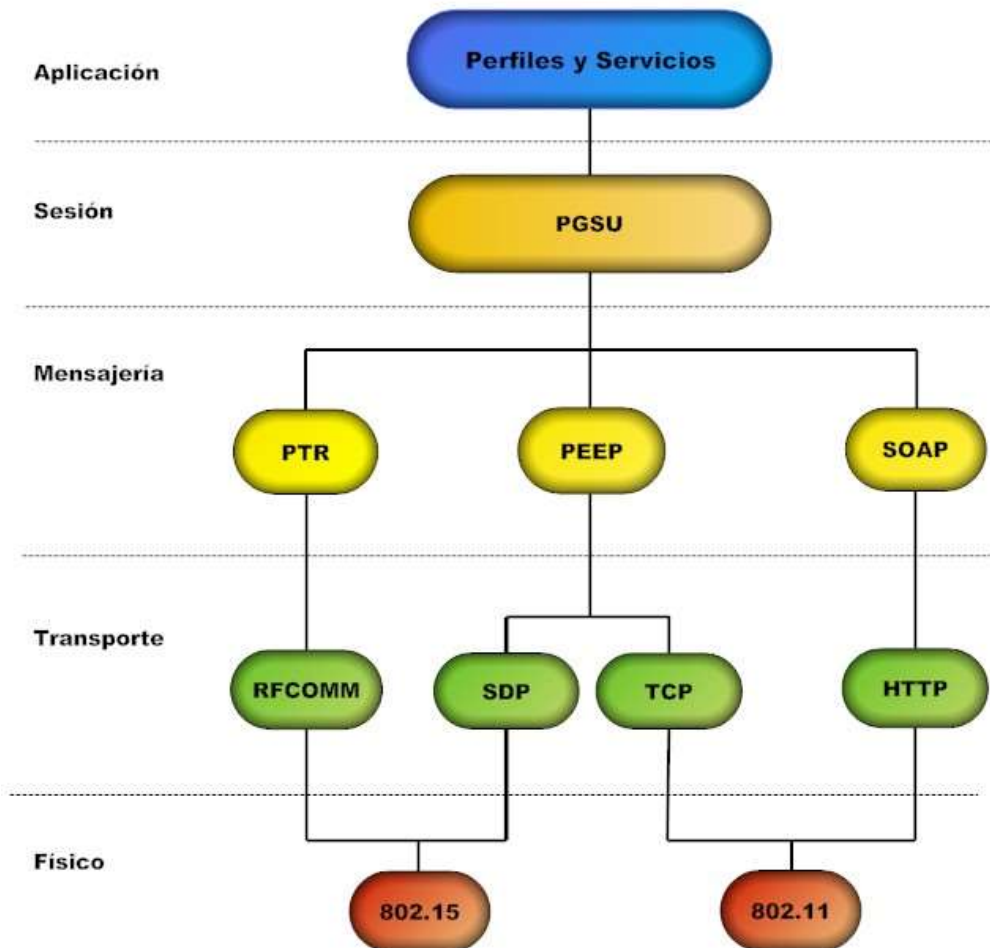 Aplicación
Perfiles y Servicios
Sesión
PGSU
Mensajería
PTR
PEEP
SOAP
Transporte
RFCOMM
SDP
TCP
HTTP
Físico
802.15
802.11